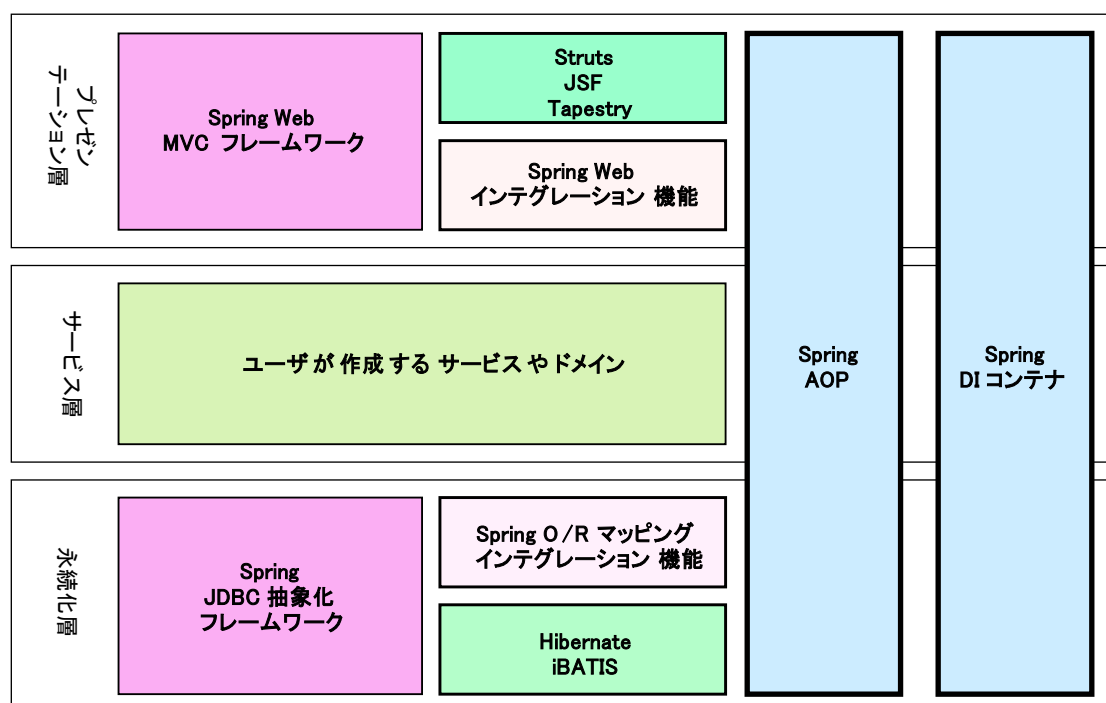 プレゼン
テーション層
Spring Web
MVC フレームワーク
Struts
JSF
Tapestry
Spring Web
インテグレーション 機能
サービス層
ユーザが作成するサービスやドメイン
Spring
AOP
Spring
DI コンテナ
永続化層
Spring
JDBC 抽象化
フレームワーク
Spring O/R マッピング
インテグレーション 機能
Hibernate
iBATIS